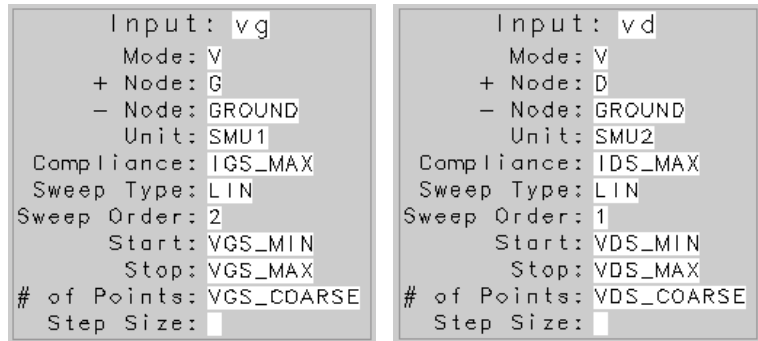 Input: vg
Mode: V
+ Node: G
- Node: GROUND
Unit: SMU1
Compliance: IGS_MAX
Sweep Type: LIN
Sweep Order: 2
Start: VGS_MIN
Stop: VGS_MAX
# of Points: VGS_COARSE
Step Size:
Input: vd
Mode: V
+ Node: D
- Node: GROUND
Unit: SMU2
Compliance: IDS_MAX
Sweep Type: LIN
Sweep Order: 1
Start: VDS_MIN
Stop: VDS_MAX
# of Points: VDS_COARSE
Step Size: